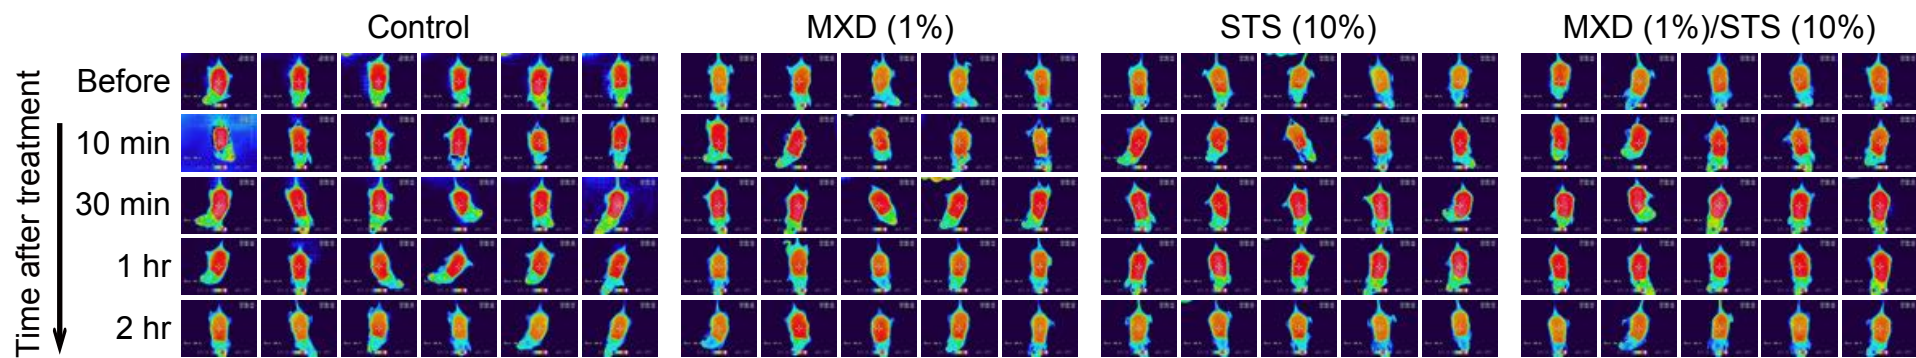 Control
MXD (1%)
STS (10%)
MXD (1%)/STS (10%)
Time after treatment
Before
10 min
30 min
1 hr
2 hr